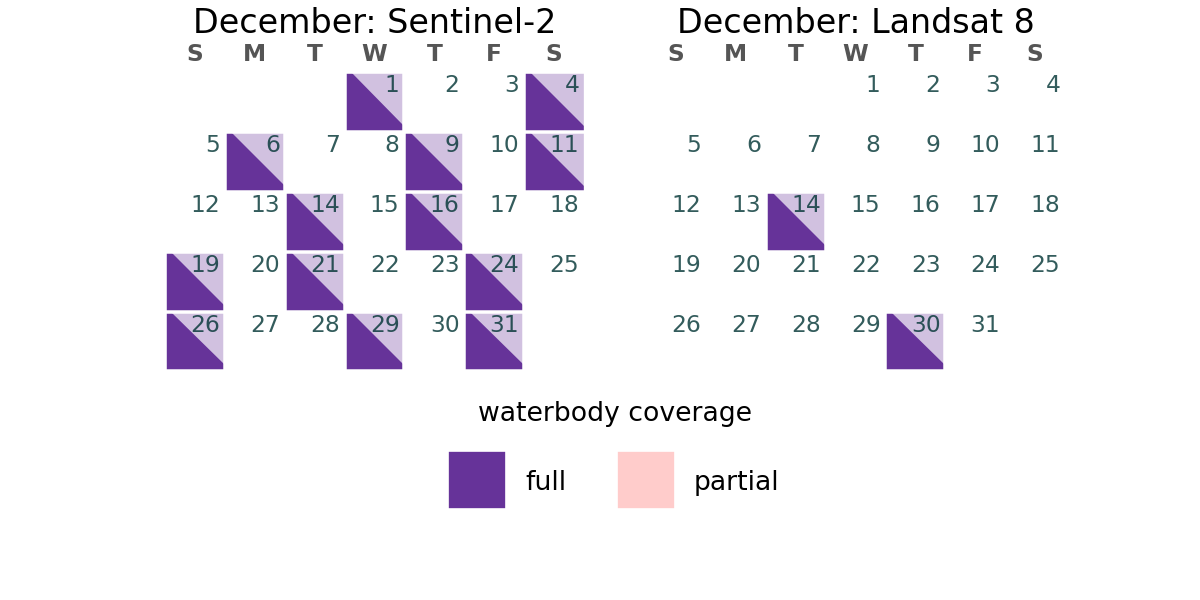 December: Sentinel-2
S M T W T F S
1 2 3 4
5 6 7 8 9 10 11
12 13 14 15 16 17 18
19 20 21 22 23 24 25
26 27 28 29 30 31
December: Landsat 8
S M T W T F S
1 2 3 4
5 6 7 8 9 10 11
12 13 14 15 16 17 18
19 20 21 22 23 24 25
26 27 28 29 30 31
waterbody coverage
full partial